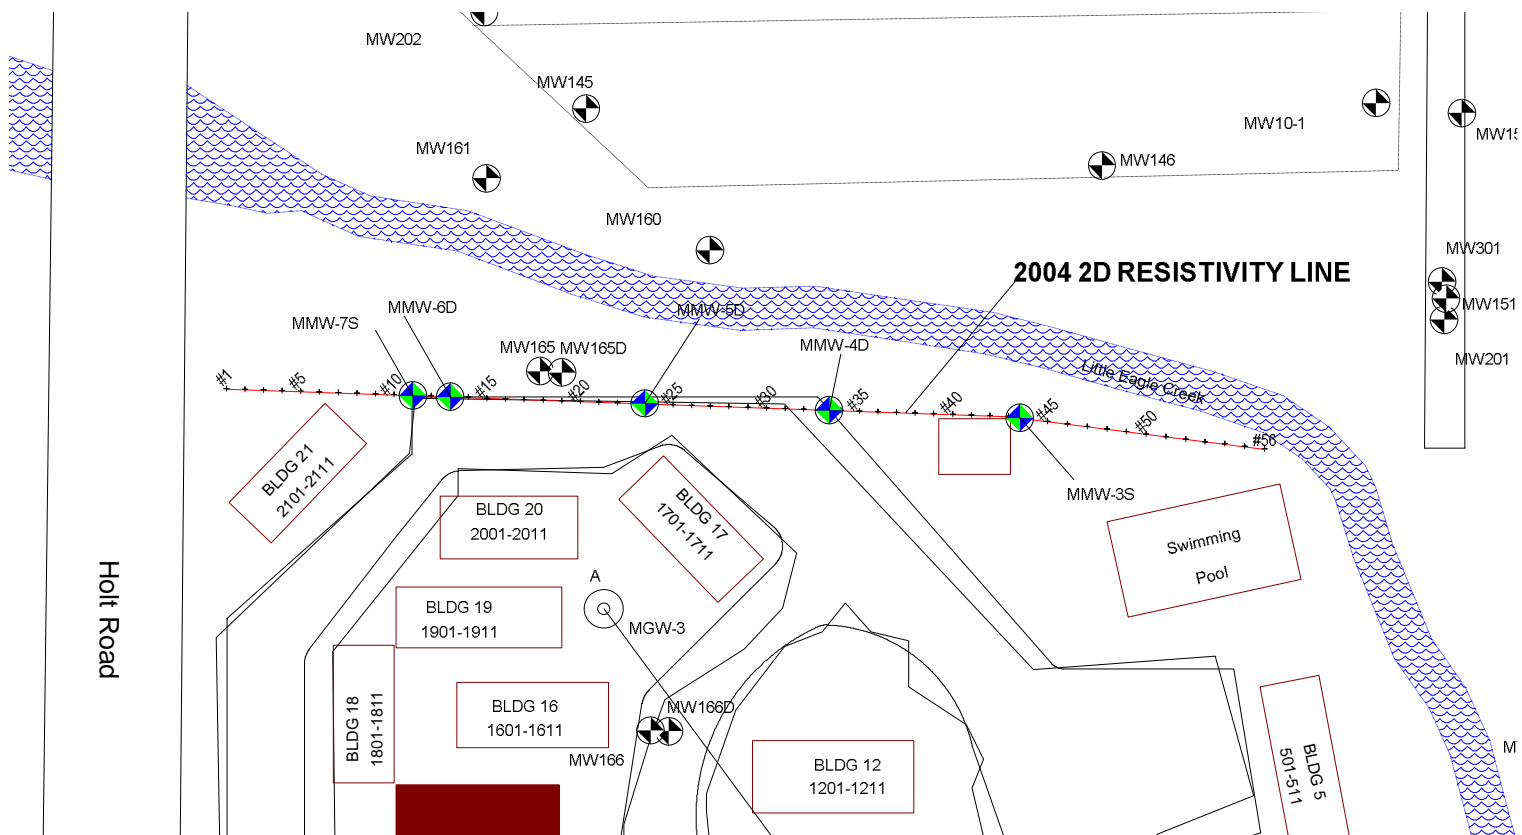 MW202
MW145
MW10-1
MW161
MW146
MW160
MW301
2004 2D RESISTIVITY LINE
MW151
MMW-6D
MMW-5D
MMW-7S
MW165
MW165D
MMW-4D
MW201
Little Eagle Creek
#1
#5
#10
#15
#20
#25
#30
#35
#40
#45
#50
#56
BLDG 21
2101-2111
MMW-3S
BLDG 20
2001-2011
BLDG 17
1701-1711
Swimming
Pool
Holt Road
A
BLDG 19
1901-1911
MGW-3
BLDG 18
1801-1811
BLDG 16
1601-1611
MW166D
MW166
BLDG 12
1201-1211
BLDG 5
501-511